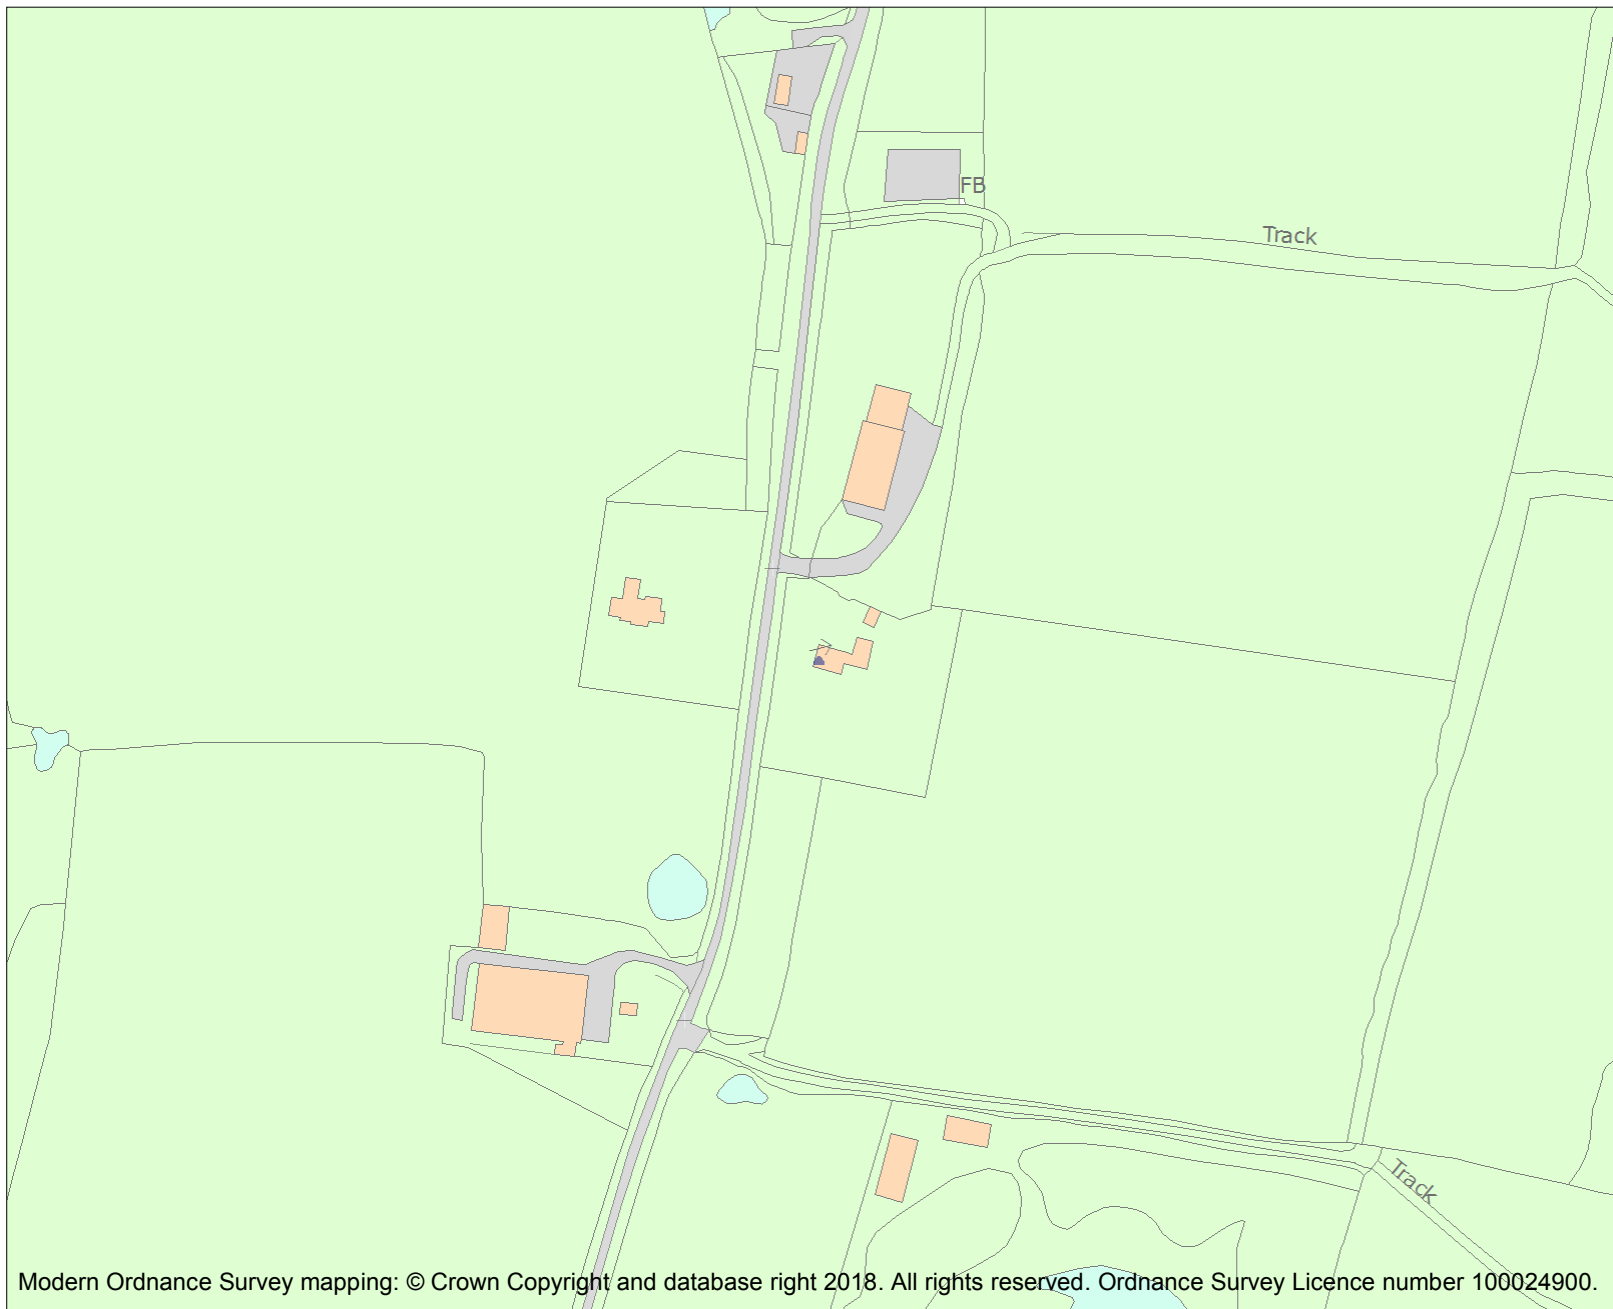 FB
Track
Track
Modern Ordnance Survey mapping: © Crown Copyright and database right 2018. All rights reserved. Ordnance Survey Licence number 100024900.